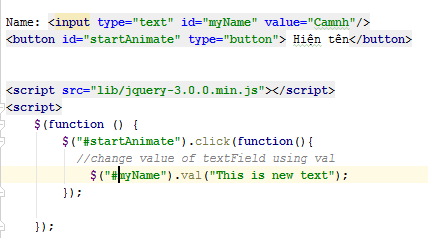 Name: <input type="text" id="myName" value="Camnh"/>
<button id="startAnimate" type="button"> Hiện tên</button>
<script src="lib/jquery-3.0.0.min.js"></script>
<script>
$(function () {
$("#startAnimate").click(function(){
//change value of textField using val
$("#myName").val("This is new text");
});
});